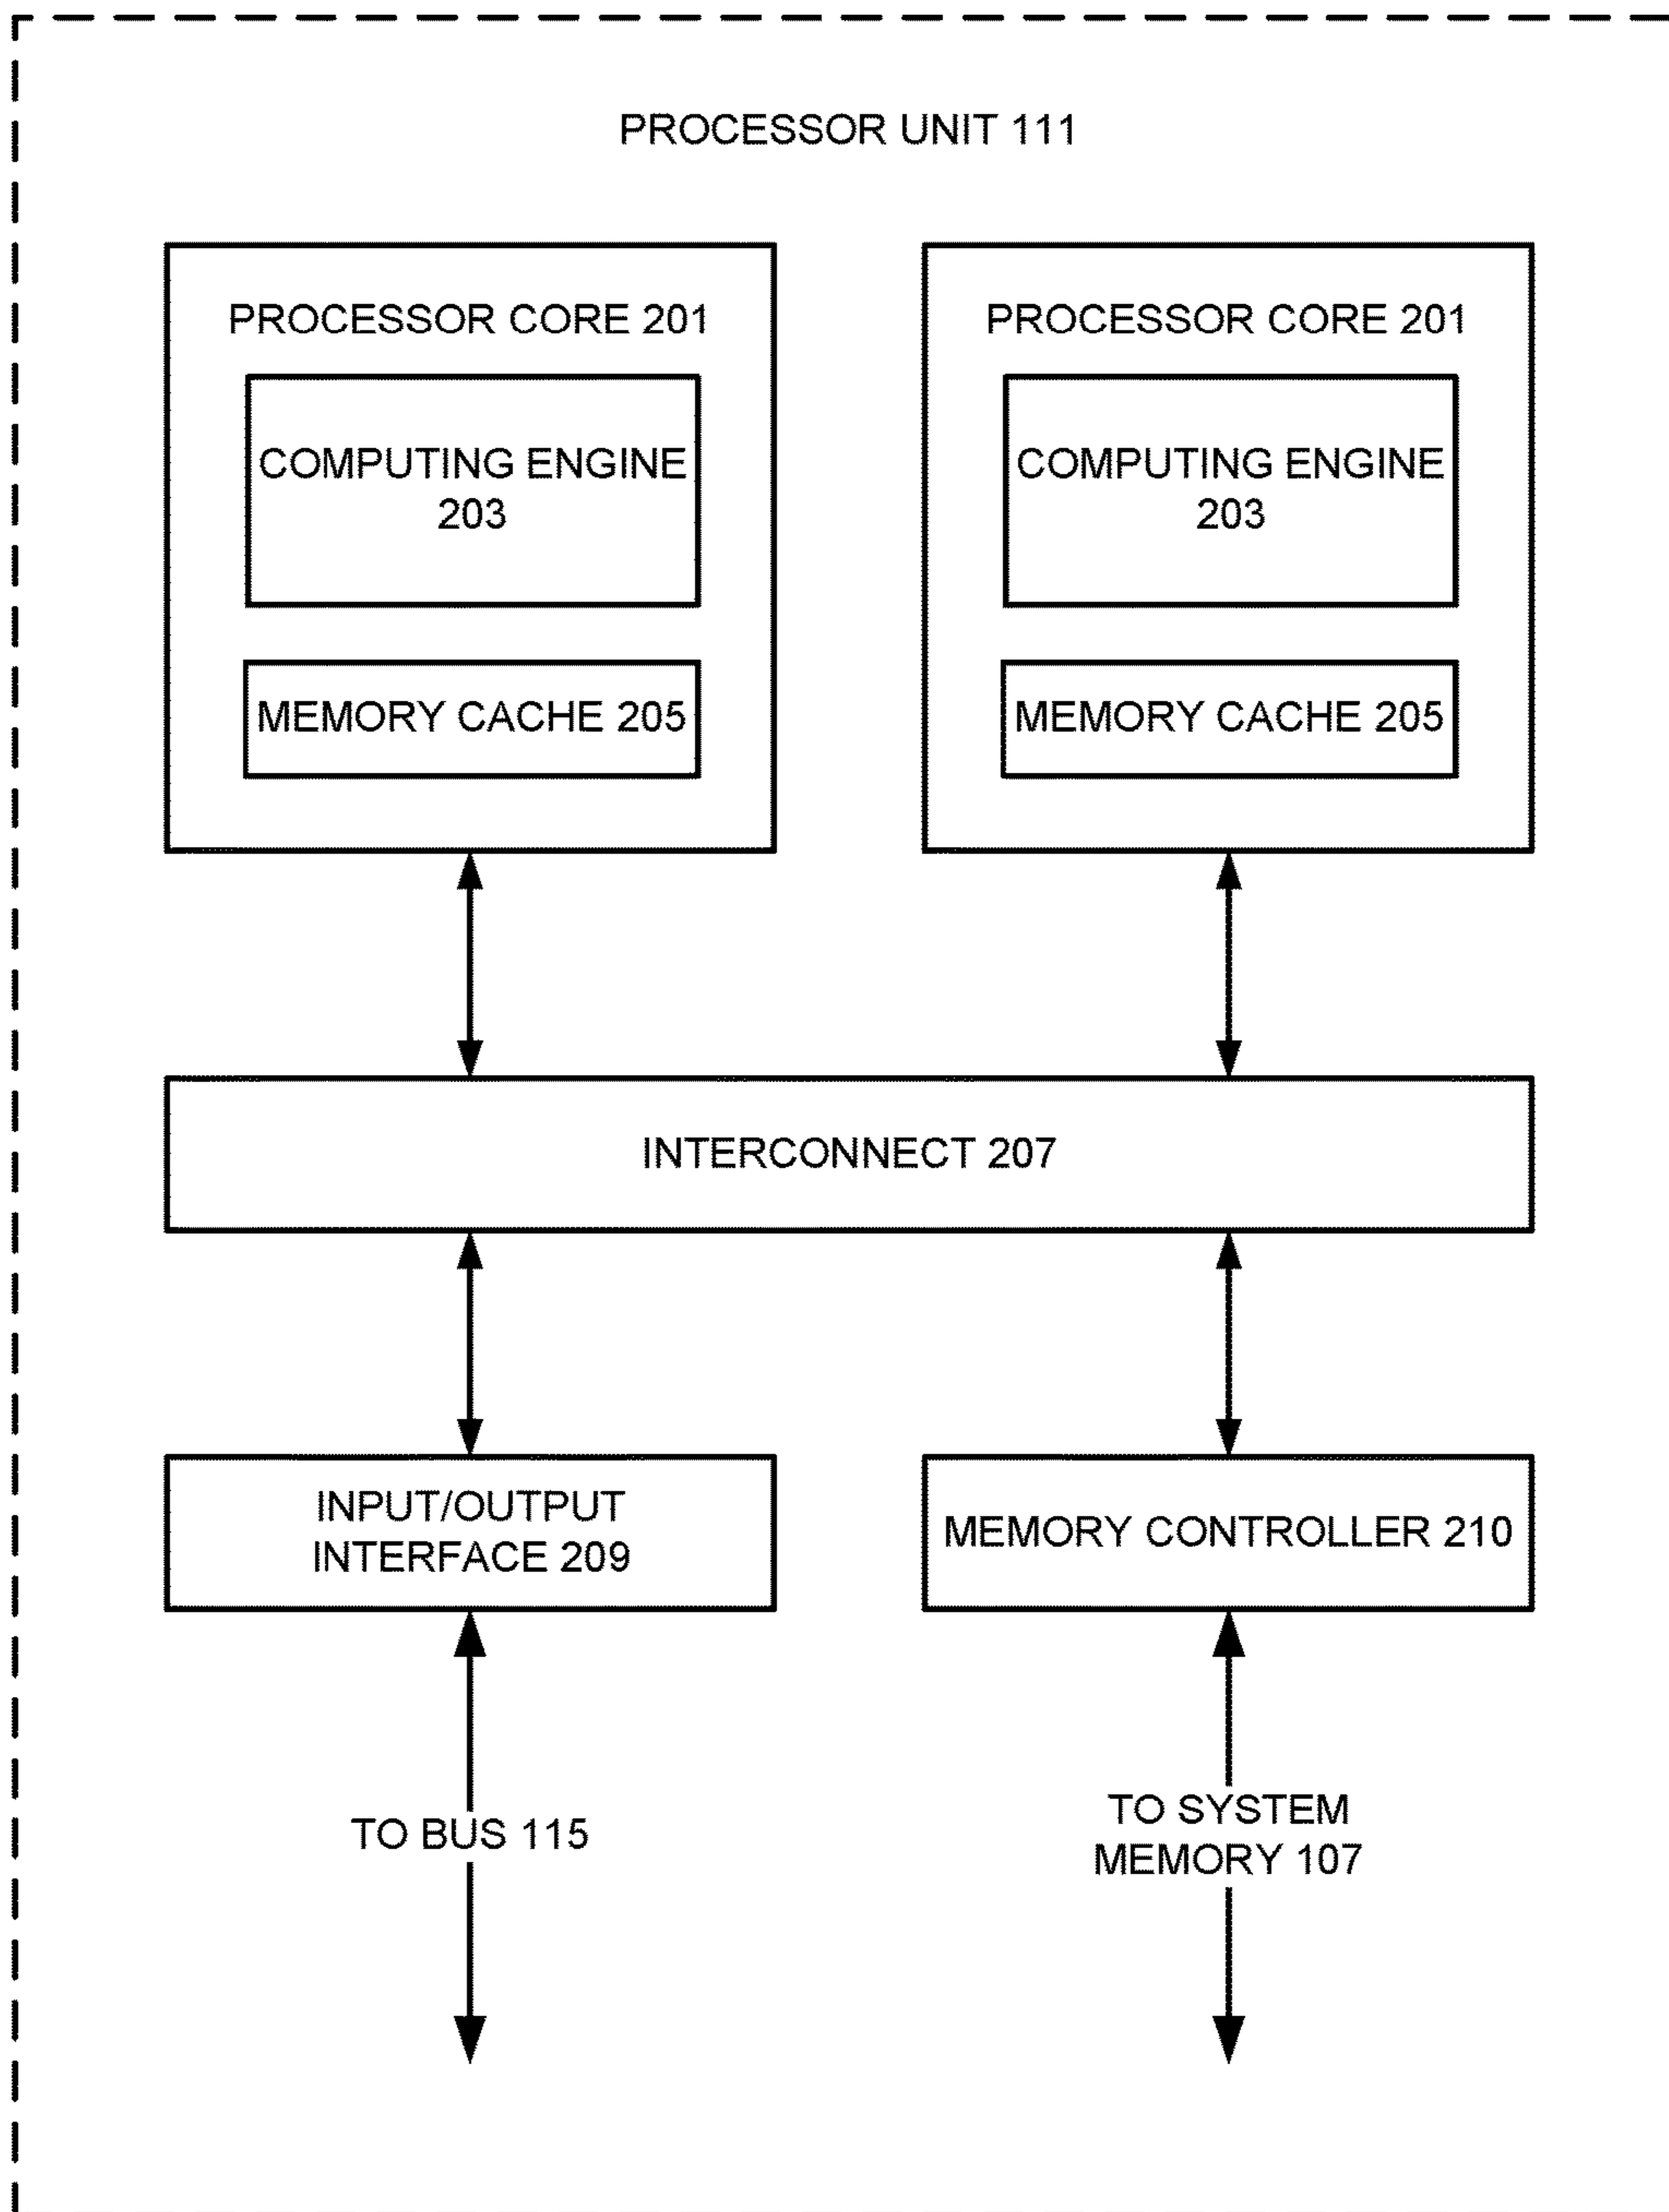 PROCESSOR UNIT 111
PROCESSOR CORE 201
COMPUTING ENGINE
203
MEMORY CACHE 205
PROCESSOR CORE 201
COMPUTING ENGINE
203
MEMORY CACHE 205
INTERCONNECT 207
INPUT/OUTPUT
INTERFACE 209
MEMORY CONTROLLER 210
TO BUS 115
TO SYSTEM
MEMORY 107